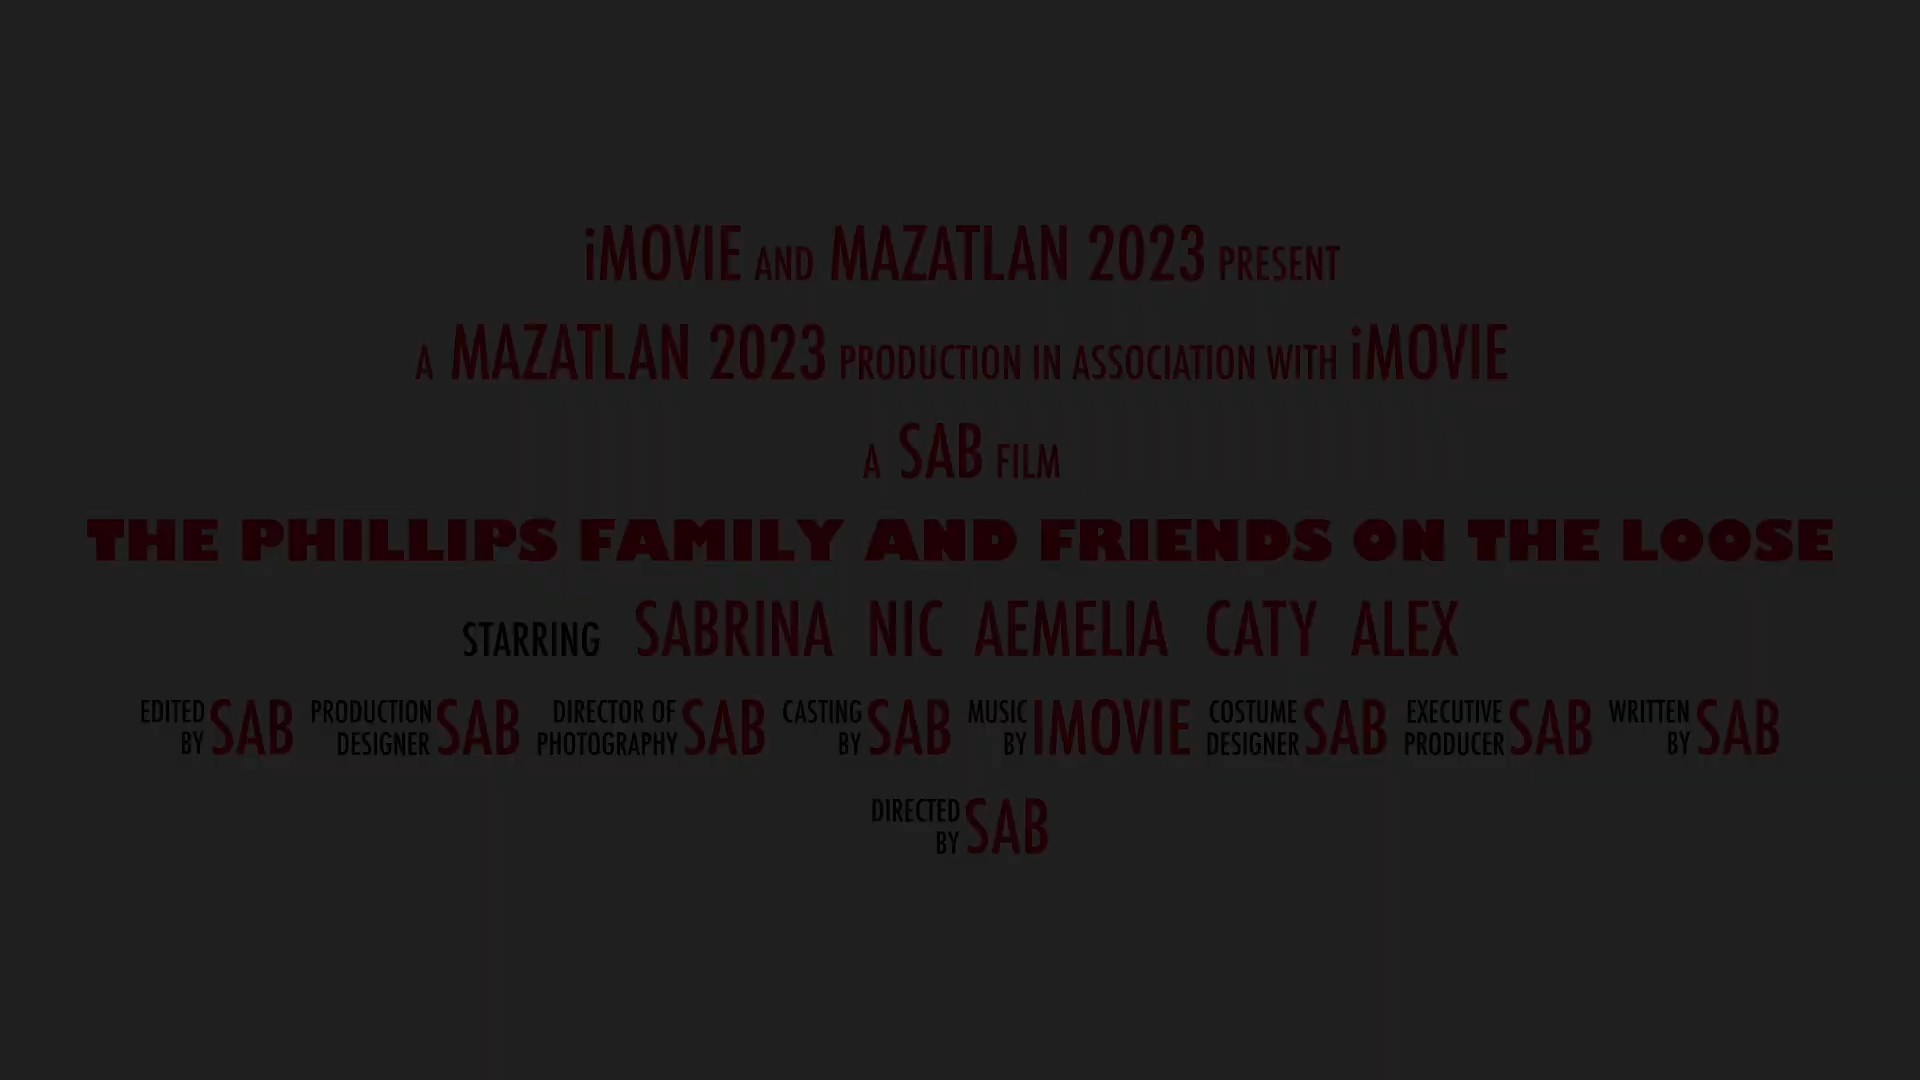 iMOVIE AND MAZATLAN 2023 PRESENT
A MAZATLAN 2023 PRODUCTION IN ASSOCIATION WITH iMOVIE
A SAB FILM
THE PHILLIPS FAMILY AND FRIENDS ON THE LOOSE
STARRING SABRINA NIC AEMELIA CATY ALEX
EDITED BY SAB PRODUCTION DESIGNER SAB DIRECTOR OF PHOTOGRAPHY SAB CASTING BY SAB MUSIC BY IMOVIE COSTUME DESIGNER SAB EXECUTIVE PRODUCER SAB WRITTEN BY SAB
DIRECTED BY SAB